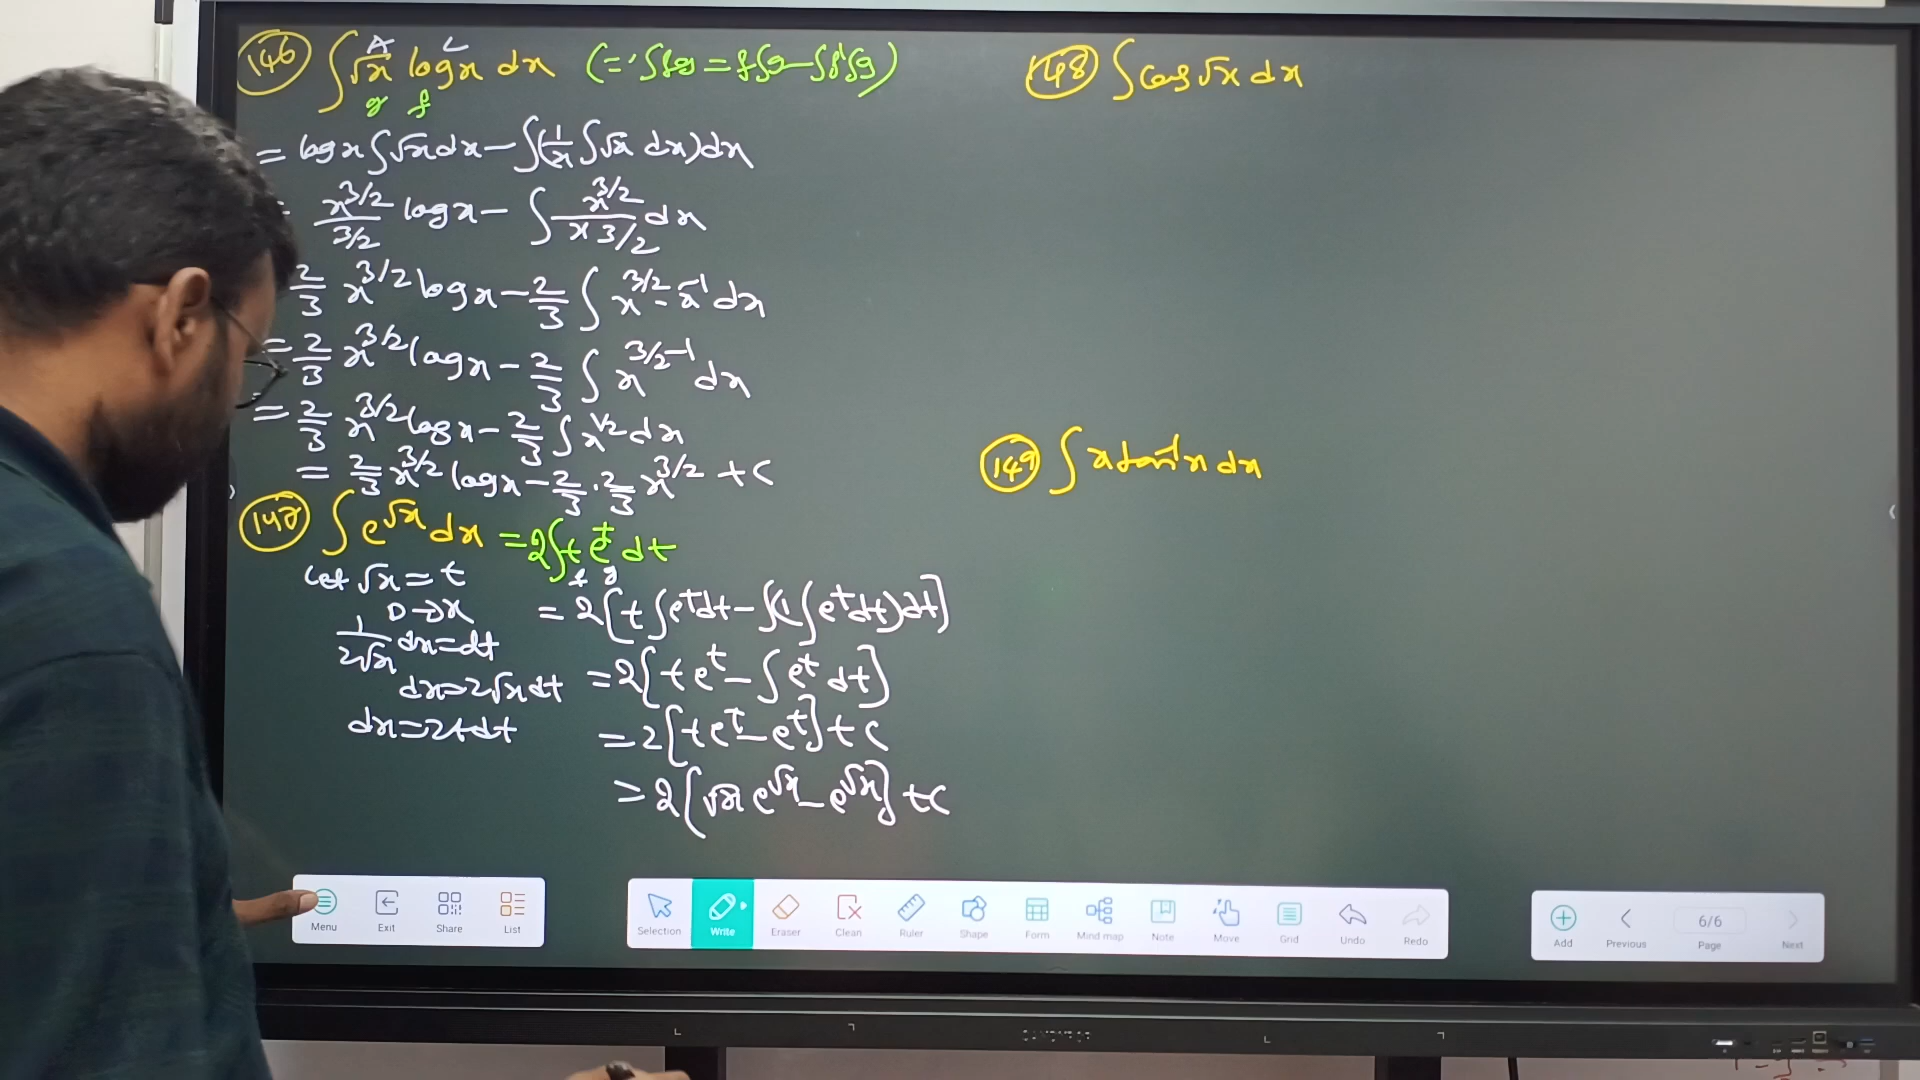 146 ∫ √x log x dx (∵ ∫fg = f∫g − ∫f'∫g)
A L
g f
= log x ∫√x dx − ∫(1/x ∫√x dx) dx
x^3/2 / 3/2 log x − ∫ x^3/2 / x 3/2 dx
2/3 x^3/2 log x − 2/3 ∫ x^3/2 · x^-1 dx
= 2/3 x^3/2 log x − 2/3 ∫ x^3/2-1 dx
= 2/3 x^3/2 log x − 2/3 ∫ x^1/2 dx
= 2/3 x^3/2 log x − 2/3 · 2/3 x^3/2 + c
147 ∫ e^√x dx = 2∫ t e^t dt
f g
Let √x = t
D→x
1/2√x dx = dt
dx = 2√x dt
dx = 2t dt
= 2[t ∫e^t dt − ∫(1 ∫e^t dt) dt]
= 2[t e^t − ∫ e^t dt]
= 2[t e^t − e^t] + c
= 2[√x e^√x − e^√x] + c
148 ∫ cos √x dx
149 ∫ x tan^-1 x dx
Menu Exit Share List
Selection Write Eraser Clean Ruler Shape Form Mind map Note Move Grid Undo Redo
6/6
Add Previous Page Next